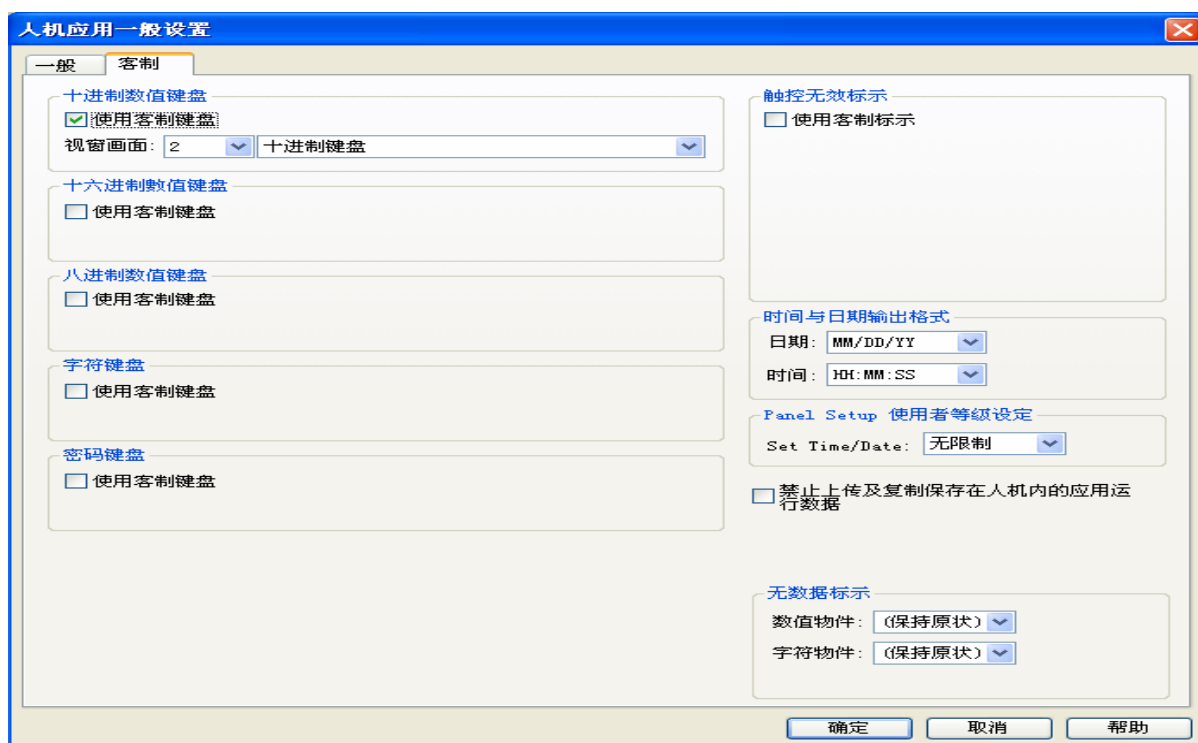 人机应用一般设置
一般
客制
十进制数值键盘
使用客制键盘
视窗画面: 2 十进制键盘
十六进制數值键盘
使用客制键盘
八进制数值键盘
使用客制键盘
字符键盘
使用客制键盘
密码键盘
使用客制键盘
触控无效标示
使用客制标示
时间与日期输出格式
日期: MM/DD/YY
时间: HH:MM:SS
Panel Setup 使用者等级设定
Set Time/Date: 无限制
禁止上传及复制保存在人机内的应用运
行数据
无数据标示
数值物件: (保持原状)
字符物件: (保持原状)
确定
取消
帮助